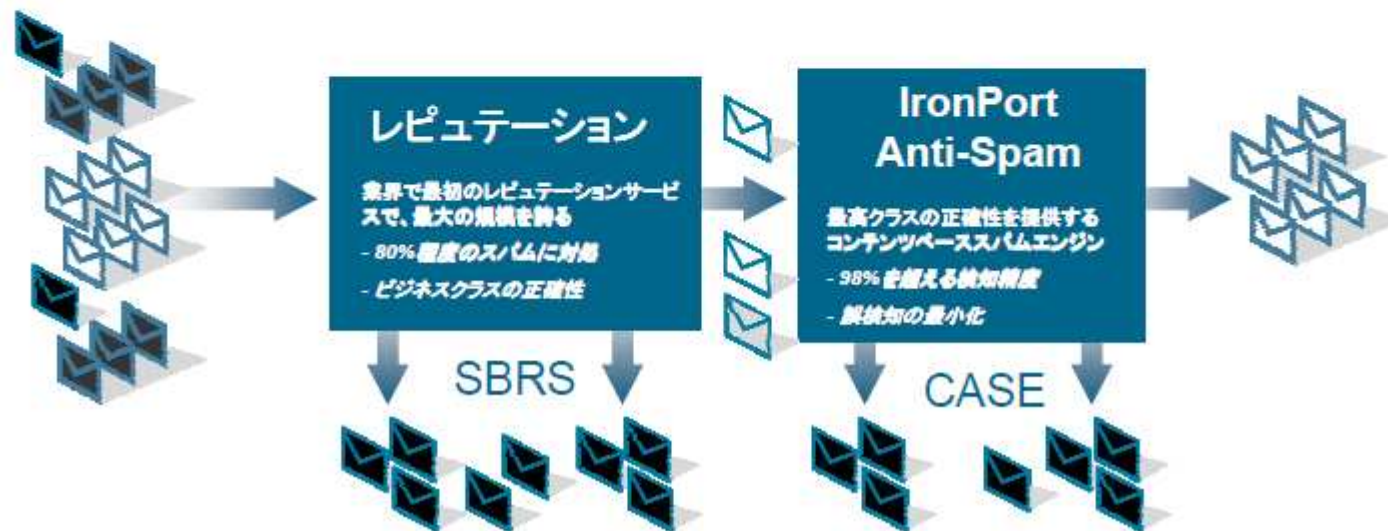 レピュテーション
業界で最初のレピュテーションサービ
スで、最大の規模を誇る
- 80%程度のスパムに対処
- ビジネスクラスの正確性
SBRS
IronPort
Anti-Spam
最高クラスの正確性を提供する
コンテンツベーススパムエンジン
- 98%を超える検知精度
- 誤検知の最小化
CASE